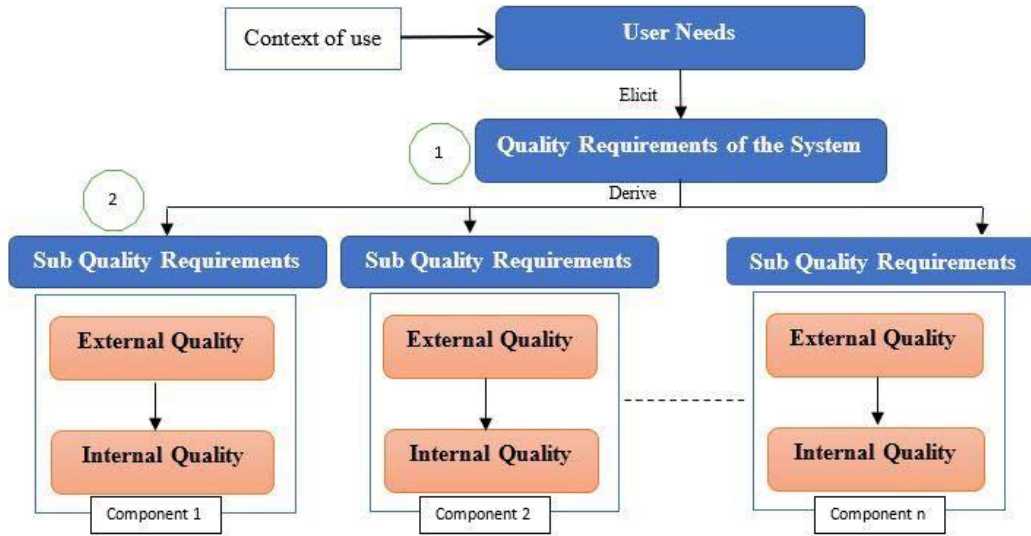 Context of use
User Needs
Elicit
1
Quality Requirements of the System
Derive
2
Sub Quality Requirements
Sub Quality Requirements
Sub Quality Requirements
External Quality
External Quality
External Quality
Internal Quality
Internal Quality
Internal Quality
Component 1
Component 2
Component n